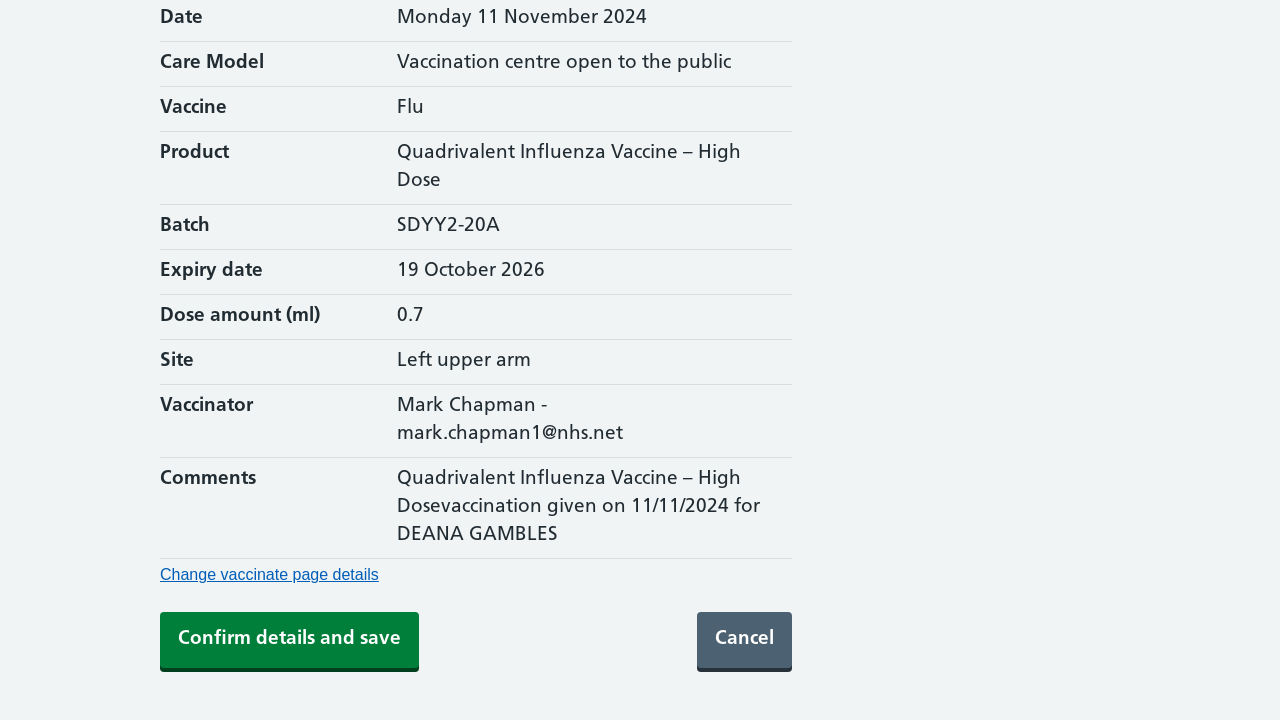 Date Monday 11 November 2024
Care Model Vaccination centre open to the public
Vaccine Flu
Product Quadrivalent Influenza Vaccine – High
Dose
Batch SDYY2-20A
Expiry date 19 October 2026
Dose amount (ml) 0.7
Site Left upper arm
Vaccinator Mark Chapman -
mark.chapman1@nhs.net
Comments Quadrivalent Influenza Vaccine – High
Dosevaccination given on 11/11/2024 for
DEANA GAMBLES
Change vaccinate page details
Confirm details and save Cancel